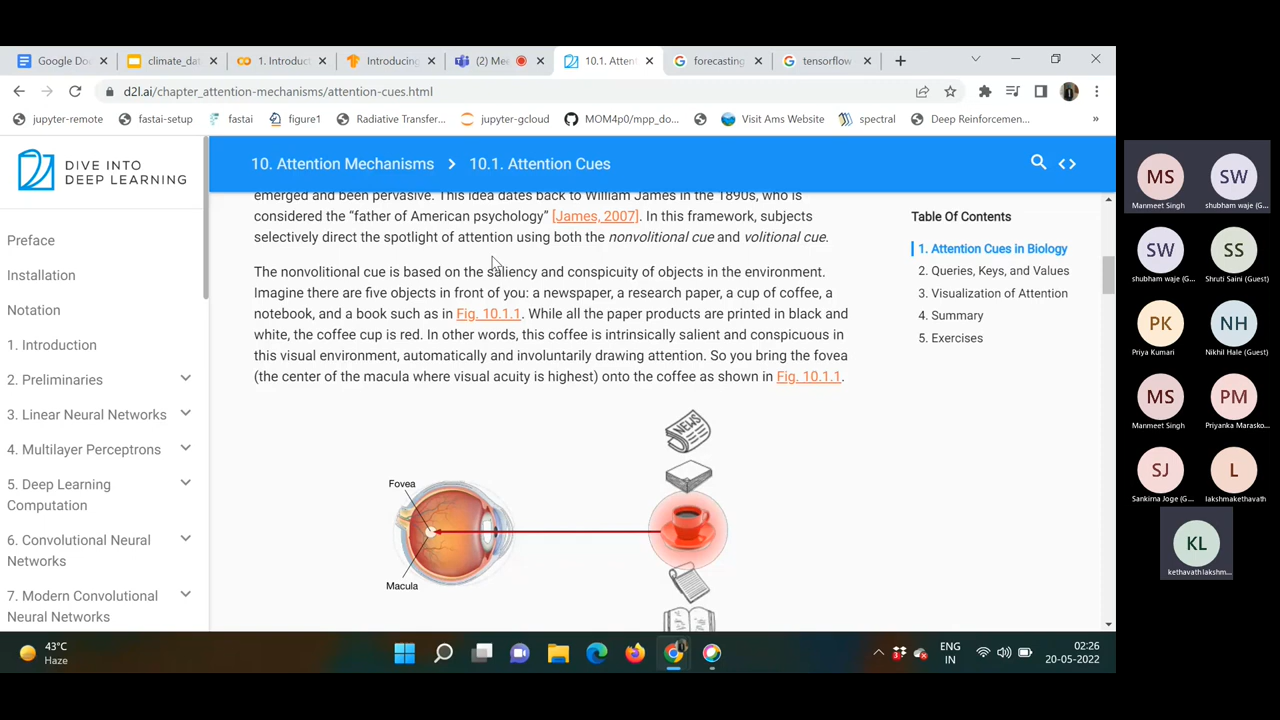 Google Do
climate_da
1. Introduct
Introducing
(2) Me
10.1. Atten
forecasting
tensorflow
d2l.ai/chapter_attention-mechanisms/attention-cues.html
jupyter-remote
fastai-setup
fastai
figure1
Radiative Transfer...
jupyter-gcloud
MOM4p0/mpp_do...
Visit Ams Website
spectral
Deep Reinforcemen...
»
DIVE INTO
DEEP LEARNING
10. Attention Mechanisms
10.1. Attention Cues
Preface
Installation
Notation
1. Introduction
2. Preliminaries
3. Linear Neural Networks
4. Multilayer Perceptrons
5. Deep Learning
Computation
6. Convolutional Neural
Networks
7. Modern Convolutional
Neural Networks
emerged and been pervasive. This idea dates back to William James in the 1890s, who is
considered the “father of American psychology” [James, 2007]. In this framework, subjects
selectively direct the spotlight of attention using both the nonvolitional cue and volitional cue.
The nonvolitional cue is based on the saliency and conspicuity of objects in the environment.
Imagine there are five objects in front of you: a newspaper, a research paper, a cup of coffee, a
notebook, and a book such as in Fig. 10.1.1. While all the paper products are printed in black and
white, the coffee cup is red. In other words, this coffee is intrinsically salient and conspicuous in
this visual environment, automatically and involuntarily drawing attention. So you bring the fovea
(the center of the macula where visual acuity is highest) onto the coffee as shown in Fig. 10.1.1.
NEWS
Fovea
Macula
Table Of Contents
1. Attention Cues in Biology
2. Queries, Keys, and Values
3. Visualization of Attention
4. Summary
5. Exercises
MS
Manmeet Singh
SW
shubham waje (G...
SW
shubham waje (G...
SS
Shruti Saini (Guest)
PK
Priya Kumari
NH
Nikhil Hale (Guest)
MS
Manmeet Singh
PM
Priyanka Marasko...
SJ
Sankirna Joge (G...
L
lakshmakethavath
KL
kethavath lakshm...
43°C
Haze
ENG
IN
02:26
20-05-2022